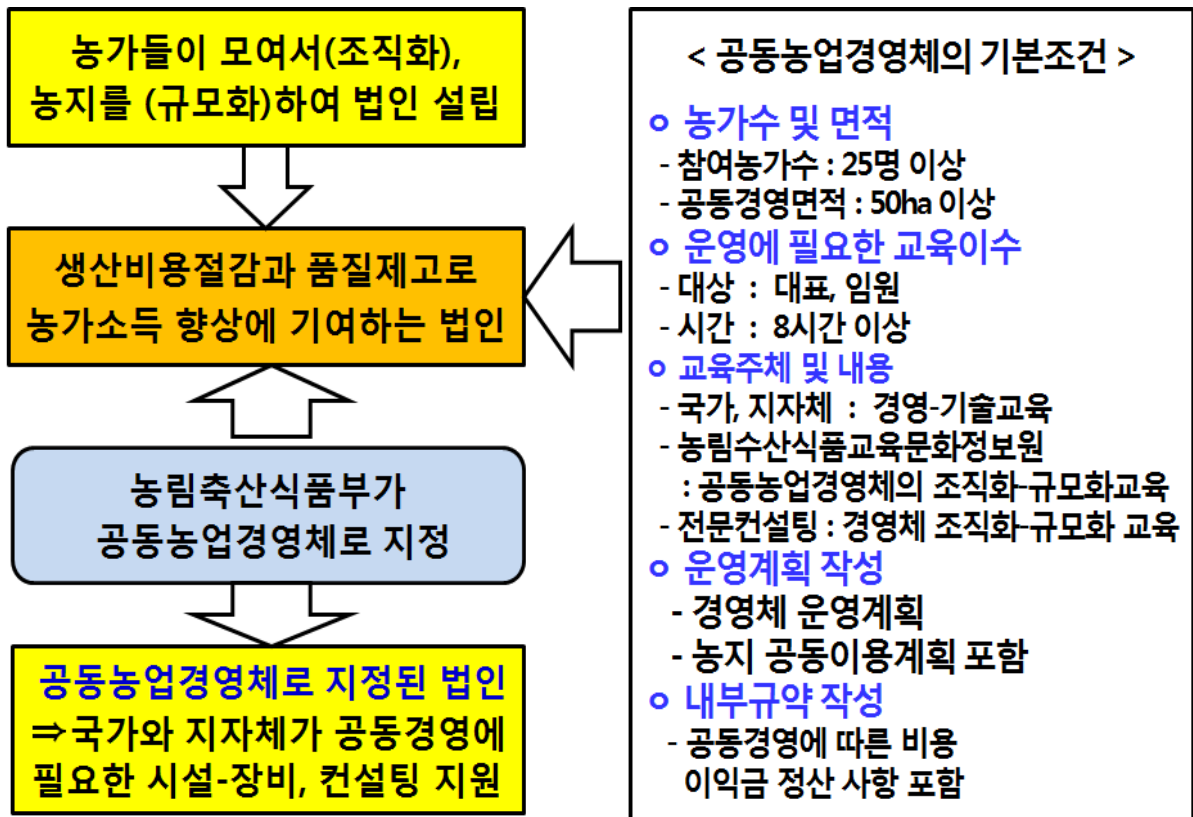 농가들이 모여서(조직화),
농지를 (규모화)하여 법인 설립
생산비용절감과 품질제고로
농가소득 향상에 기여하는 법인
농림축산식품부가
공동농업경영체로 지정
공동농업경영체로 지정된 법인
⇒국가와 지자체가 공동경영에
필요한 시설-장비, 컨설팅 지원
< 공동농업경영체의 기본조건 >
ㅇ 농가수 및 면적
- 참여농가수 : 25명 이상
- 공동경영면적 : 50ha 이상
ㅇ 운영에 필요한 교육이수
- 대상 : 대표, 임원
- 시간 : 8시간 이상
ㅇ 교육주체 및 내용
- 국가, 지자체 : 경영-기술교육
- 농림수산식품교육문화정보원
: 공동농업경영체의 조직화-규모화교육
- 전문컨설팅 : 경영체 조직화-규모화 교육
ㅇ 운영계획 작성
- 경영체 운영계획
- 농지 공동이용계획 포함
ㅇ 내부규약 작성
- 공동경영에 따른 비용
이익금 정산 사항 포함